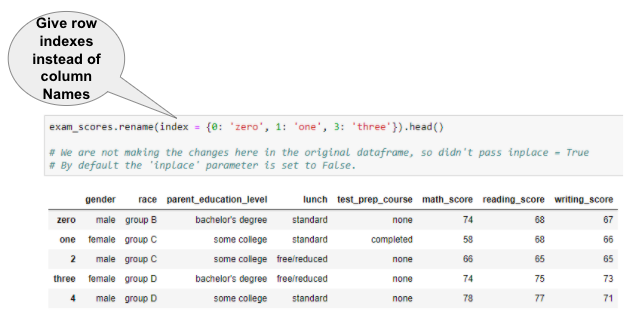 Give row
indexes
instead of
column
Names
exam_scores.rename(index = {0: 'zero', 1: 'one', 3: 'three'}).head()
# We are not making the changes here in the original dataframe, so didn't pass inplace = True
# By default the 'inplace' parameter is set to False.
gender race parent_education_level lunch test_prep_course math_score reading_score writing_score
zero male group B bachelor's degree standard none 74 68 67
one female group C some college standard completed 58 68 66
2 male group C some college free/reduced none 66 65 65
three female group D bachelor's degree free/reduced none 74 75 73
4 male group D some college standard none 78 77 71